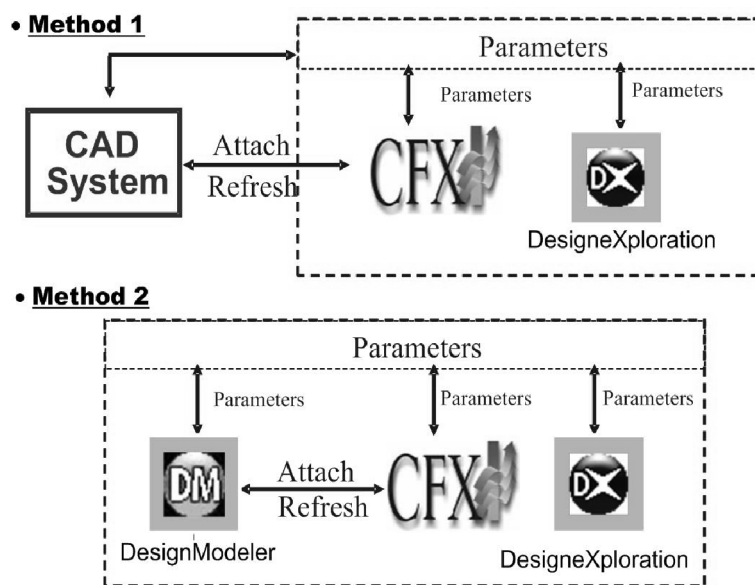 • Method 1
Parameters
Parameters
Parameters
CAD
System
Attach
Refresh
CFX
DX
DesigneXploration
• Method 2
Parameters
Parameters
Parameters
Parameters
DM
Attach
Refresh
CFX
DX
DesignModeler
DesigneXploration